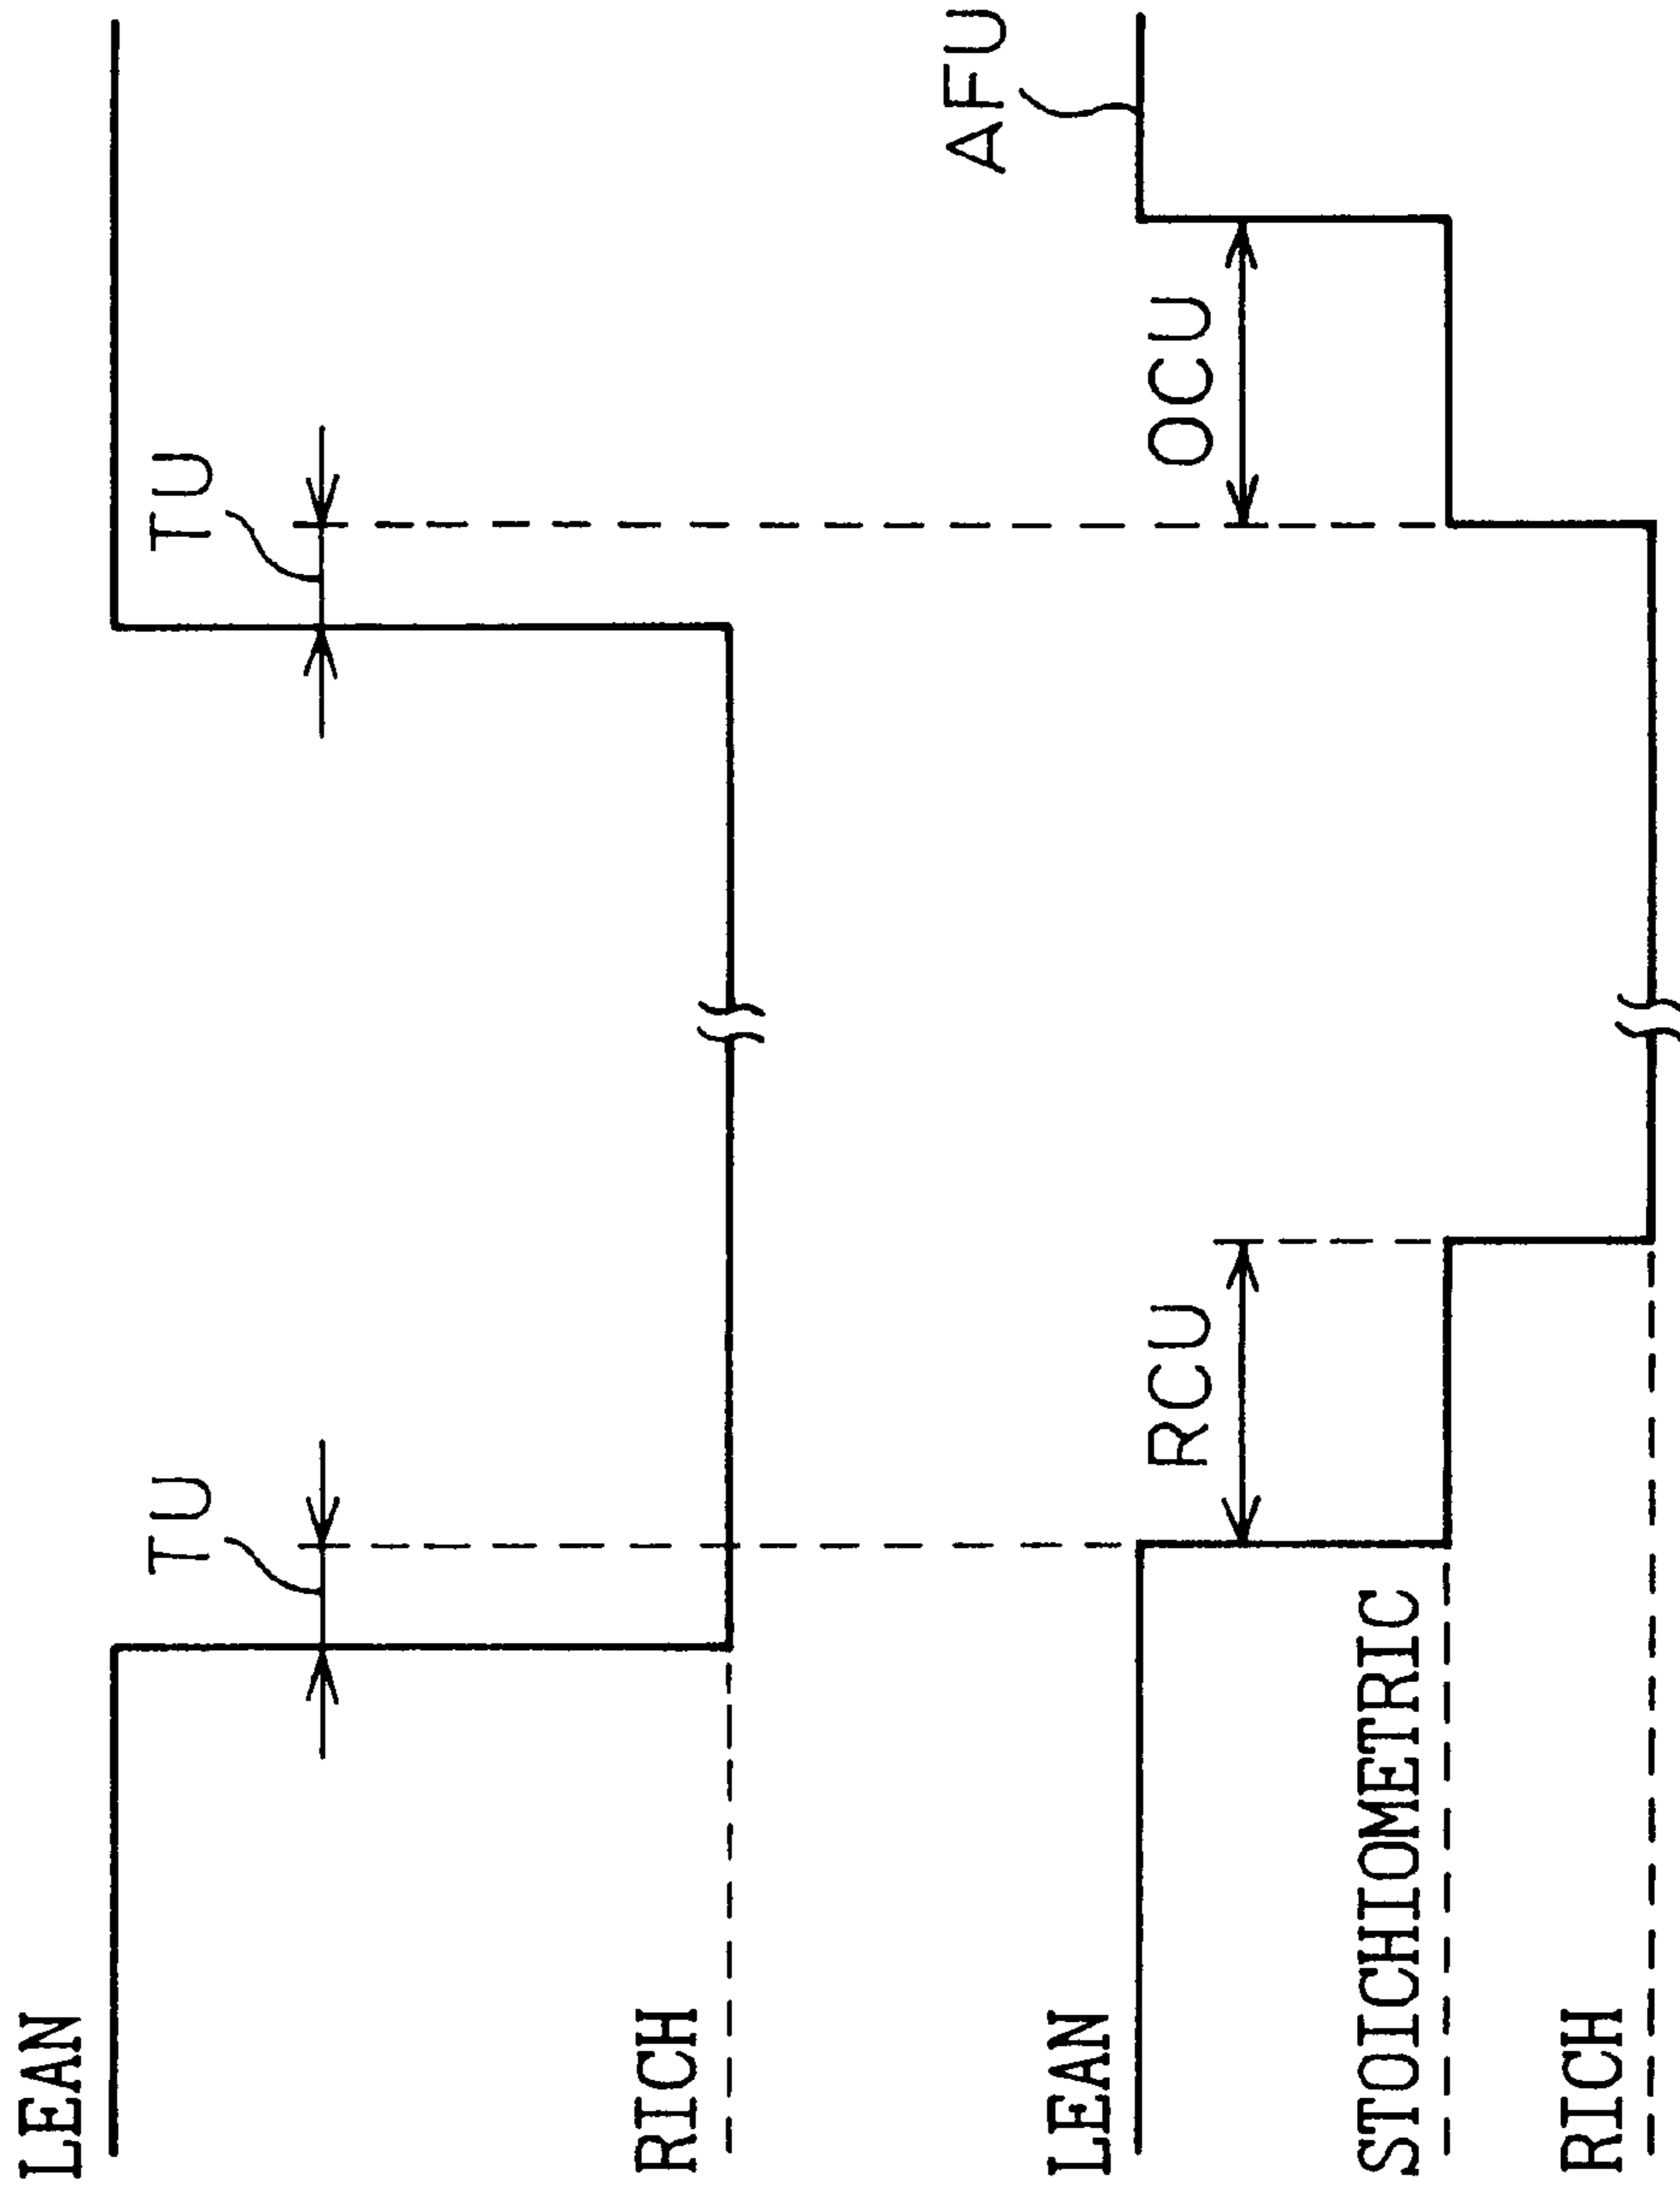 LEAN
TU
TU
RICH
LEAN
AFU
RCU
OCU
STOICHIOMETRIC
RICH